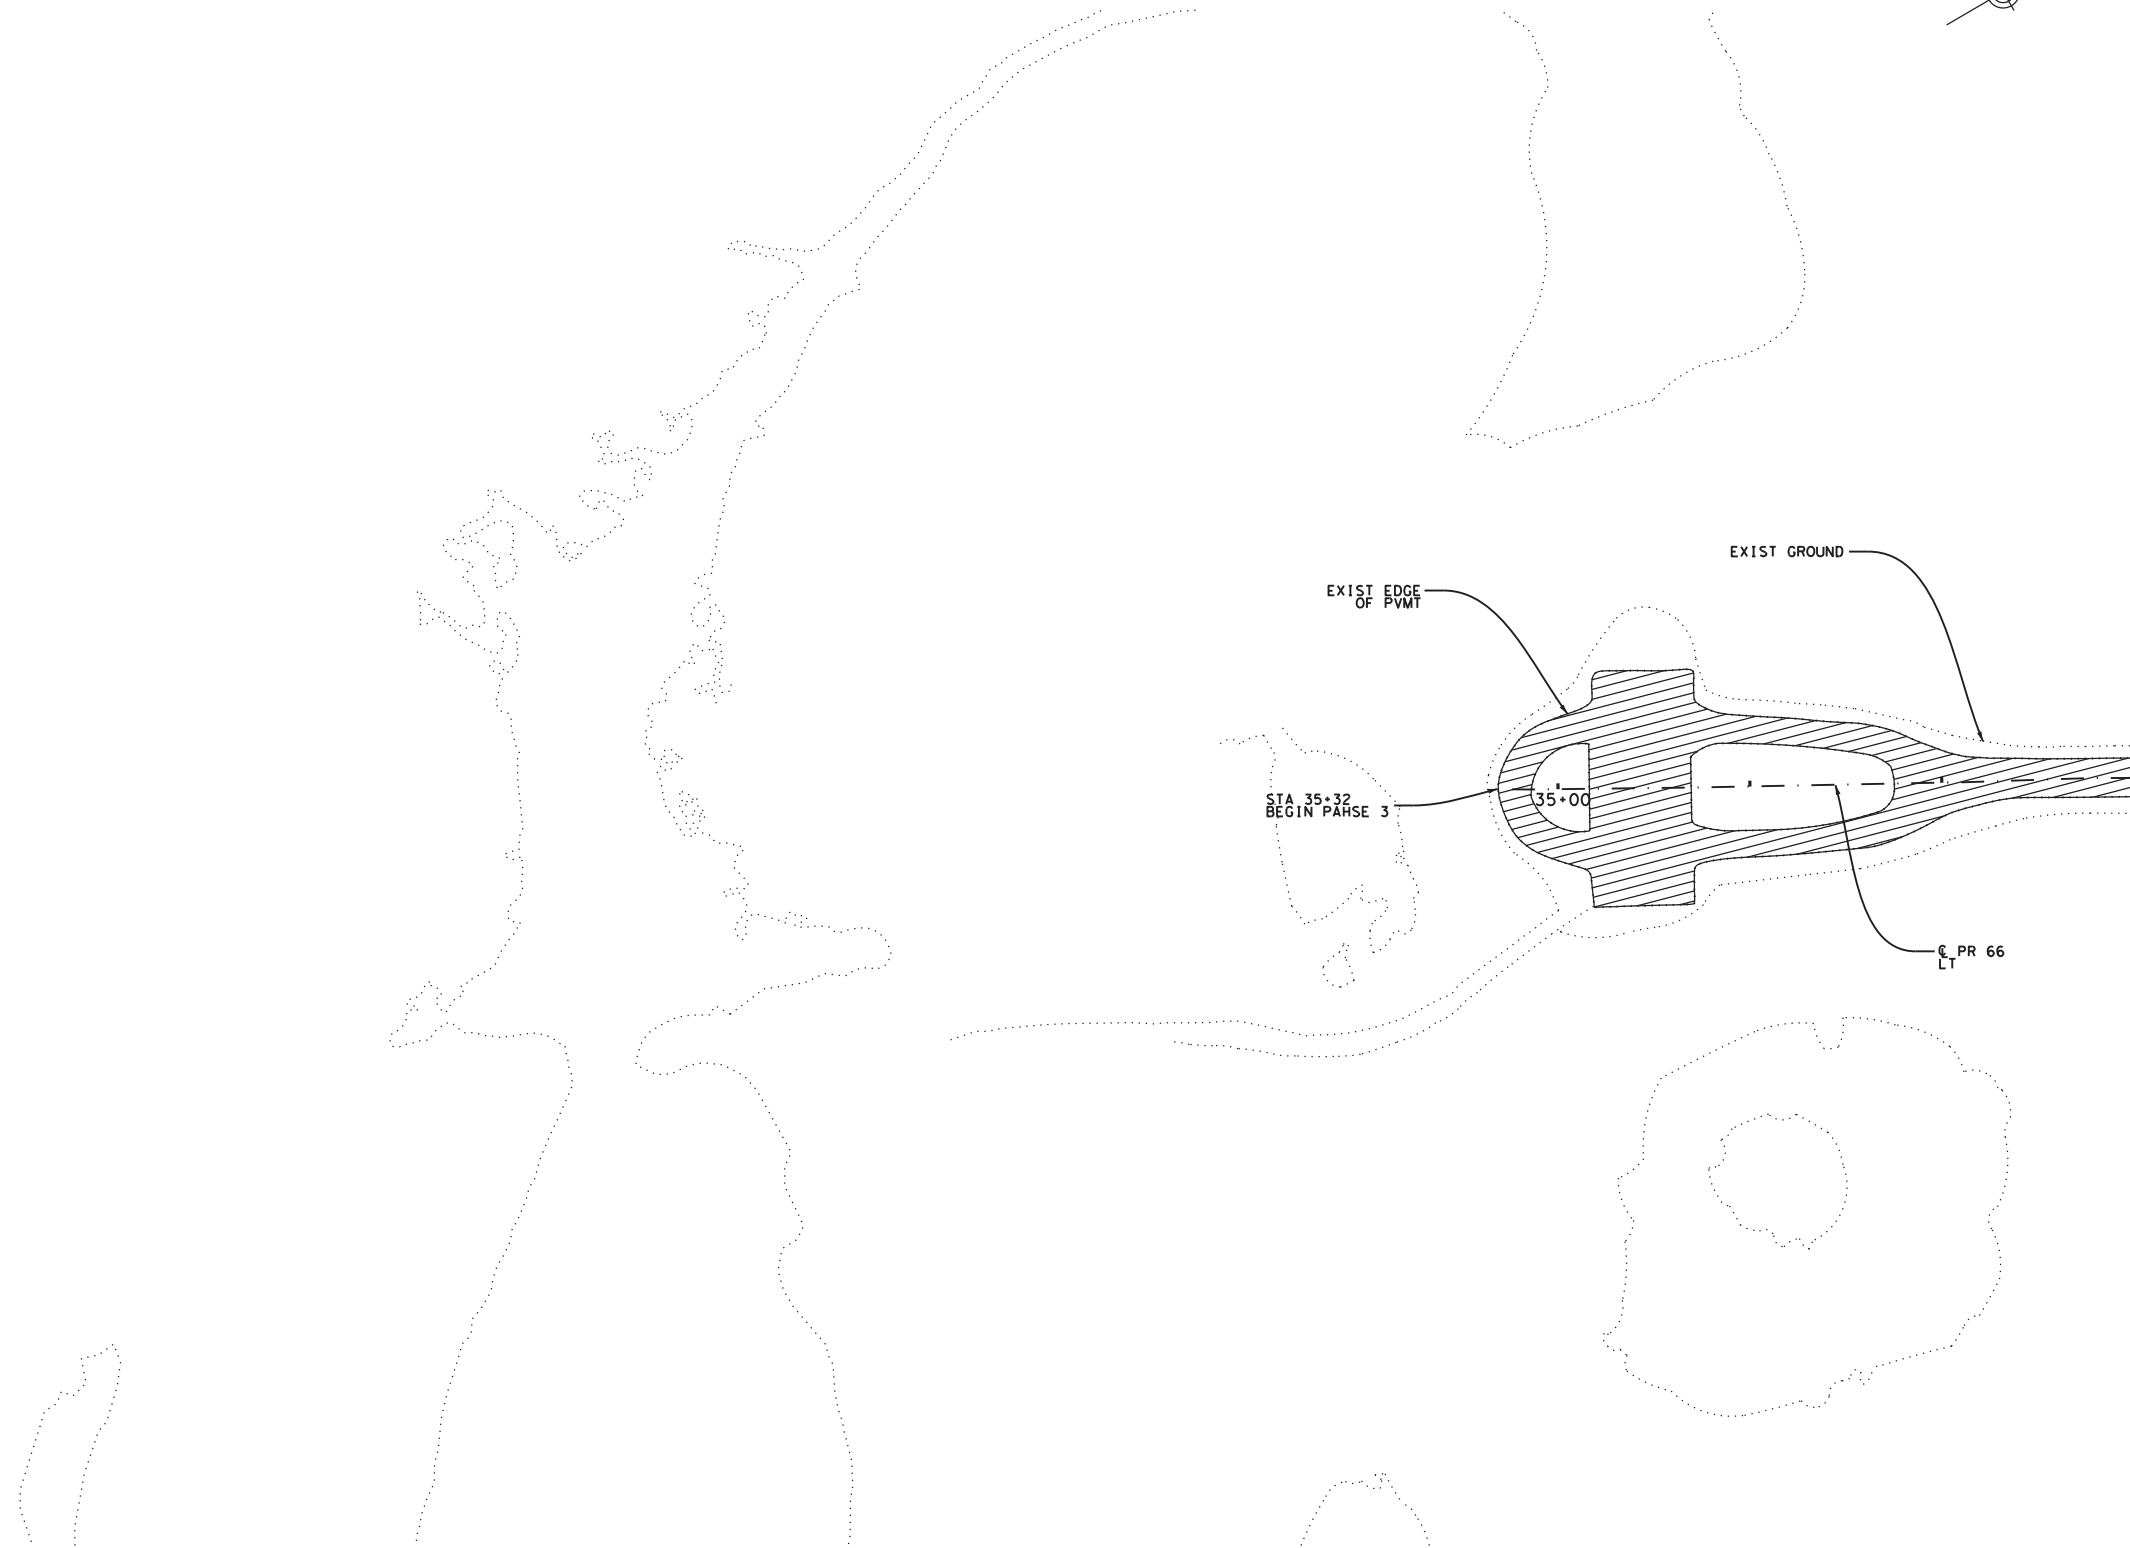 EXIST GROUND
EXIST EDGE
OF PVMT
STA 35+32
BEGIN PAHSE 3
35+00
℄ PR 66
LT